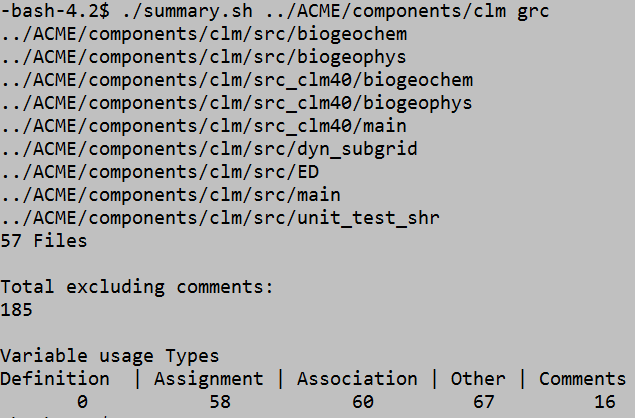 -bash-4.2$ ./summary.sh ../ACME/components/clm grc
../ACME/components/clm/src/biogeochem
../ACME/components/clm/src/biogeophys
../ACME/components/clm/src_clm40/biogeochem
../ACME/components/clm/src_clm40/biogeophys
../ACME/components/clm/src_clm40/main
../ACME/components/clm/src/dyn_subgrid
../ACME/components/clm/src/ED
../ACME/components/clm/src/main
../ACME/components/clm/src/unit_test_shr
57 Files
Total excluding comments:
185
Variable usage Types
Definition | Assignment | Association | Other | Comments
0 58 60 67 16